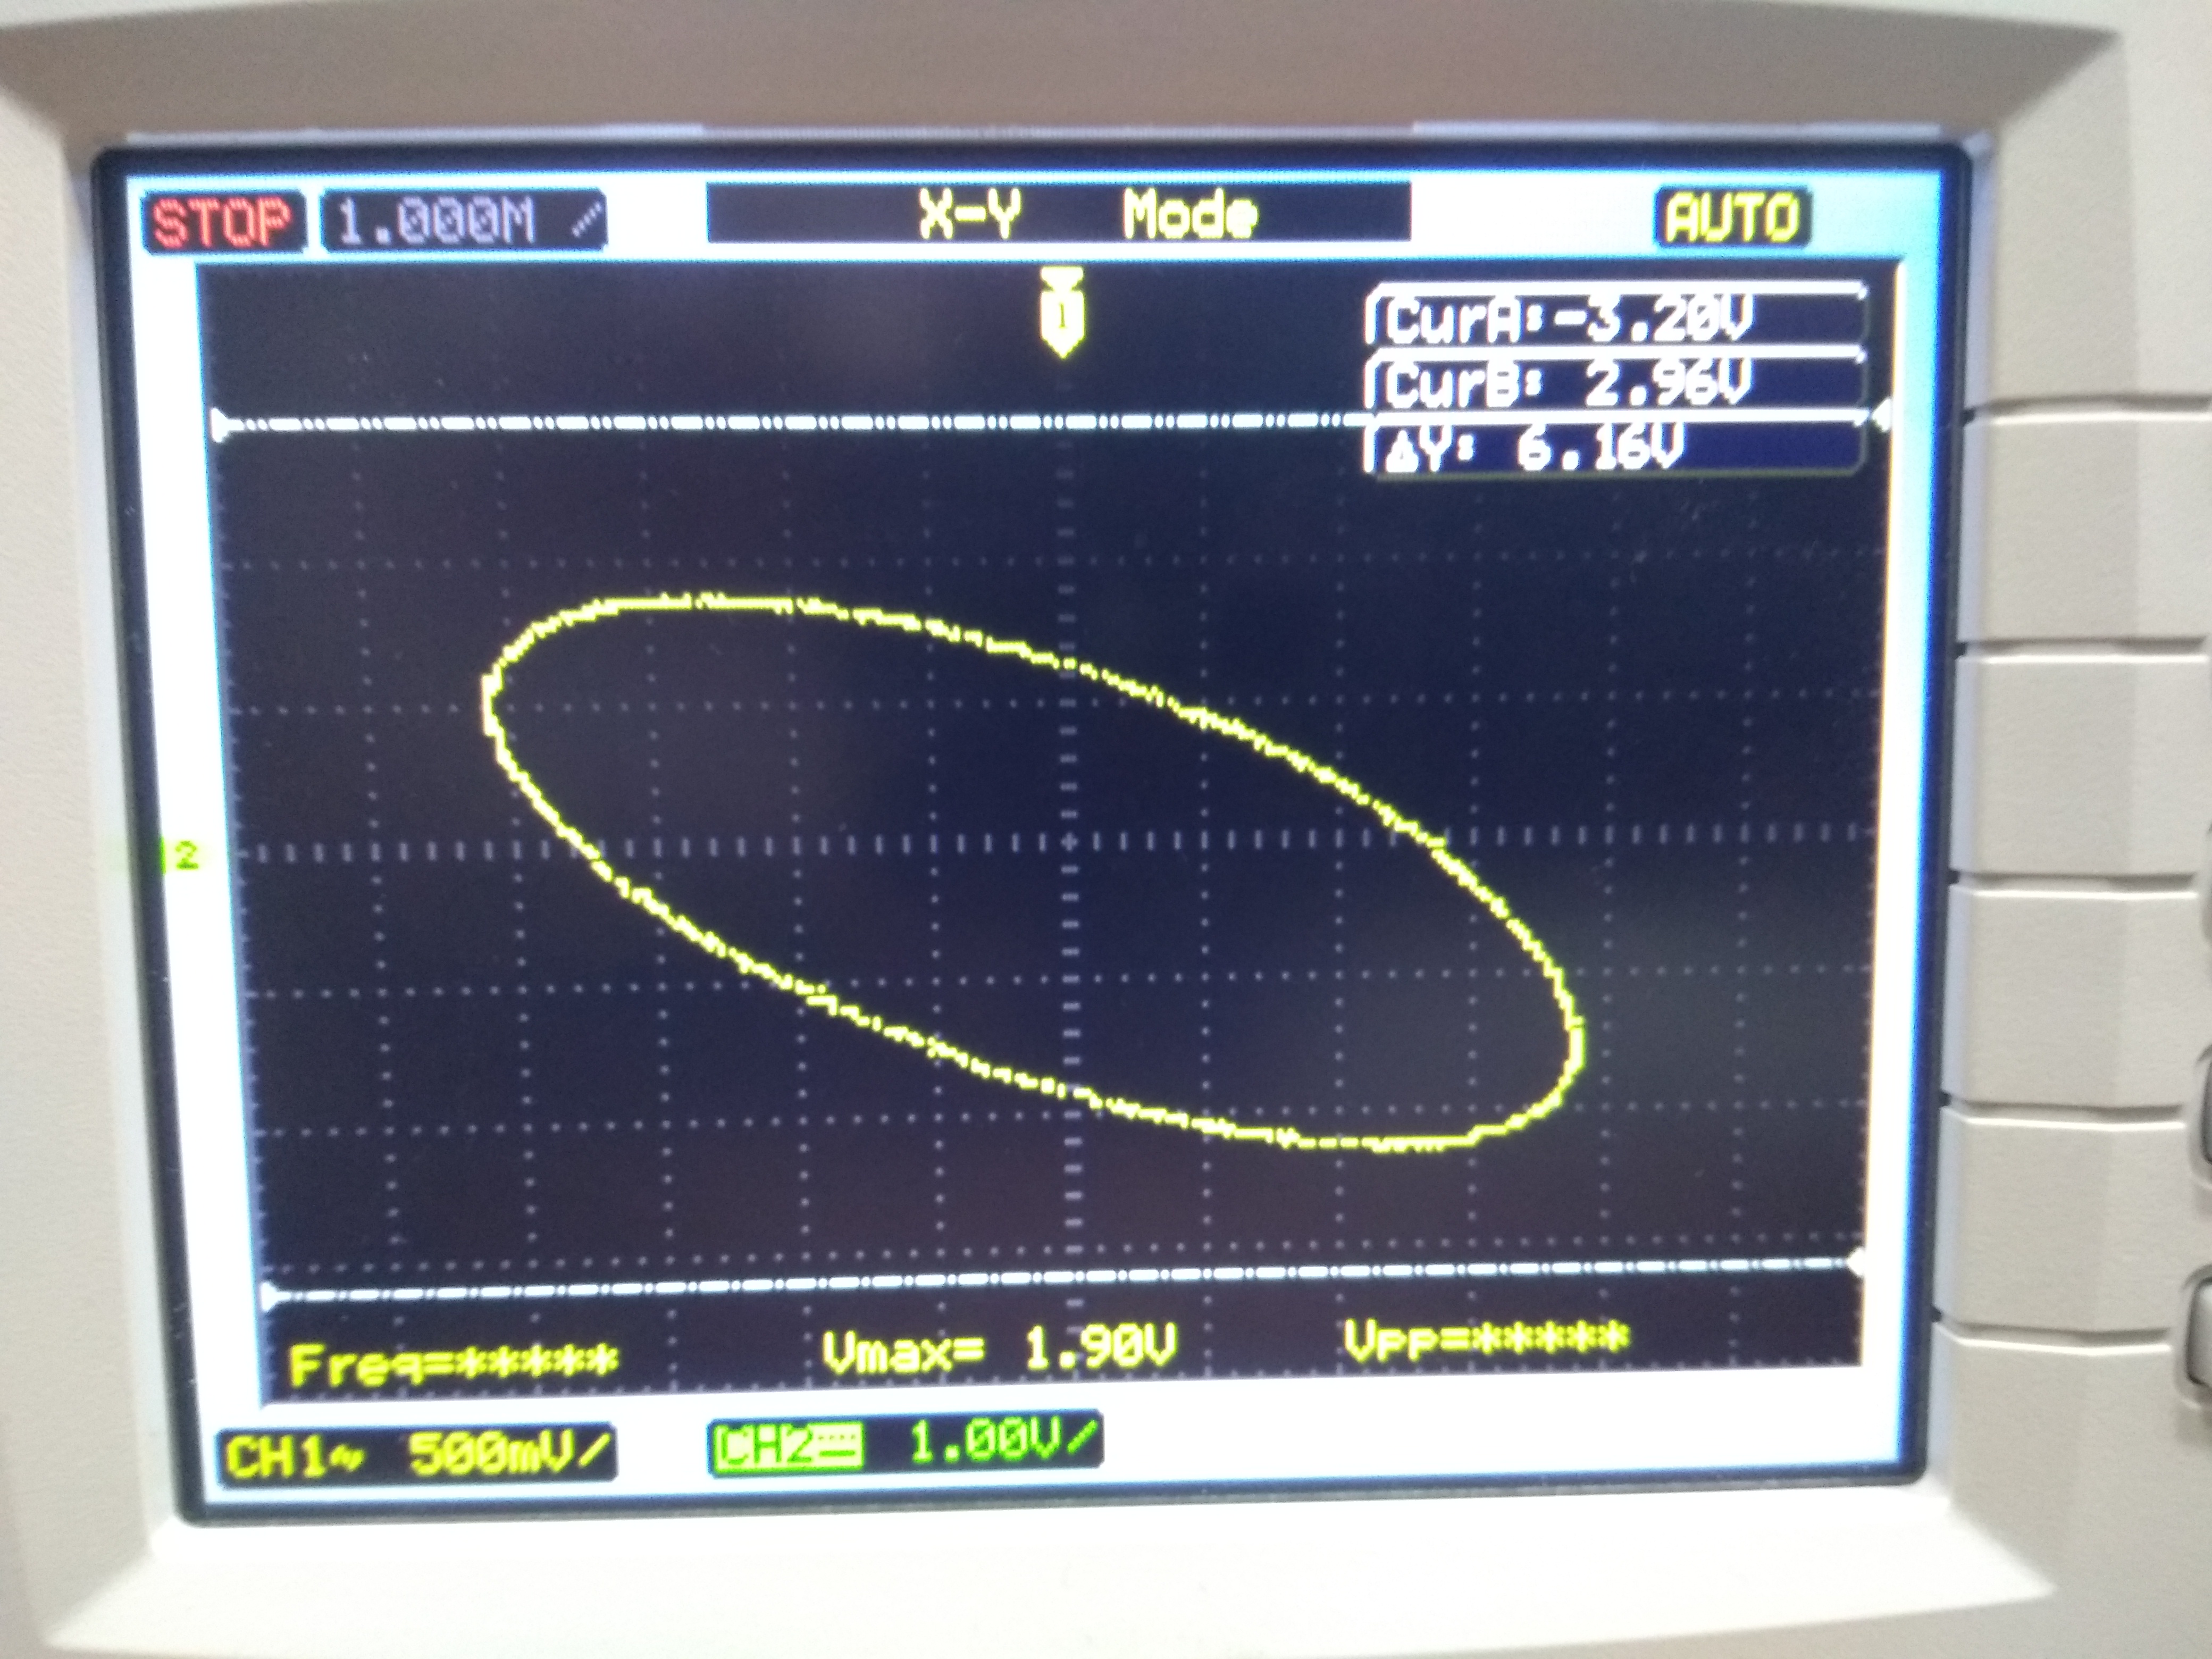 STOP 1.000M X-Y Mode AUTO
1
CurA:-3.20V
CurB: 2.96V
ΔY: 6.16V
2
Freq=***** Vmax= 1.90V Vpp=*****
CH1~ 500mV/ CH2⎓ 1.00V/